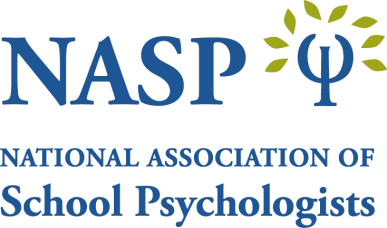 NASP
NATIONAL ASSOCIATION OF
School Psychologists